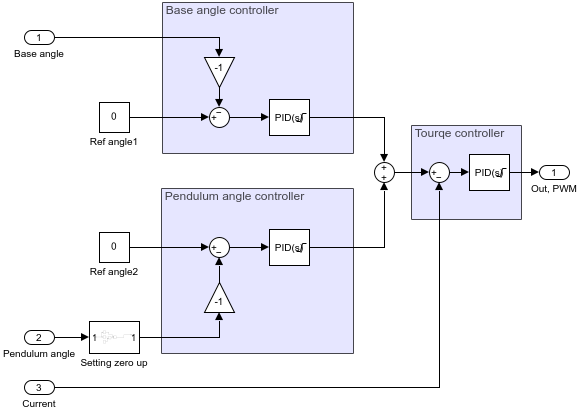 Base angle controller
1
Base angle
-1
0
Ref angle1
PID(s)
Tourqe controller
PID(s)
1
Out, PWM
Pendulum angle controller
0
Ref angle2
PID(s)
-1
2
Pendulum angle
1 1
Setting zero up
3
Current